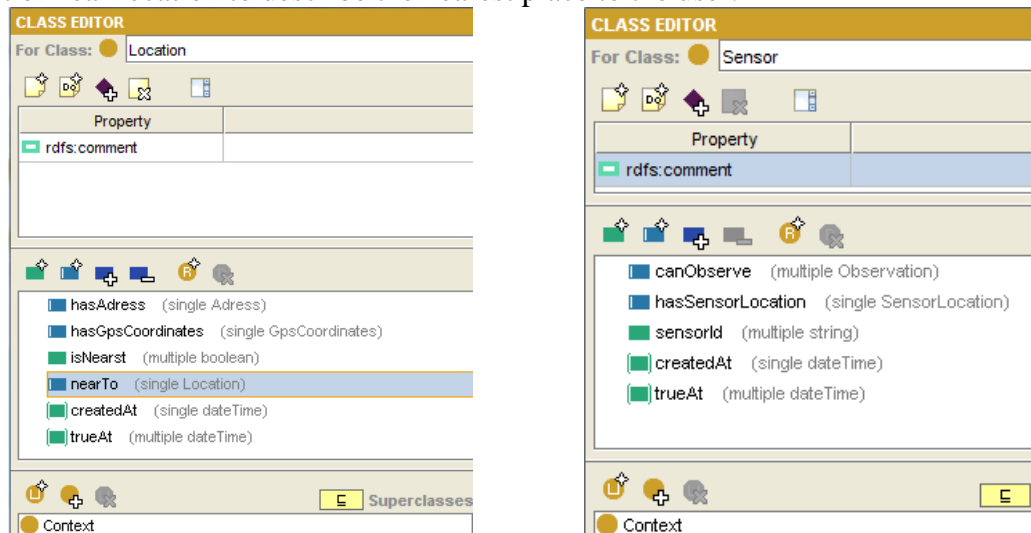 CLASS EDITOR
For Class: Location
Property
rdfs:comment
hasAdress (single Adress)
hasGpsCoordinates (single GpsCoordinates)
isNearst (multiple boolean)
nearTo (single Location)
createdAt (single dateTime)
trueAt (multiple dateTime)
Superclasses
Context
CLASS EDITOR
For Class: Sensor
Property
rdfs:comment
canObserve (multiple Observation)
hasSensorLocation (single SensorLocation)
sensorId (multiple string)
createdAt (single dateTime)
trueAt (multiple dateTime)
Context